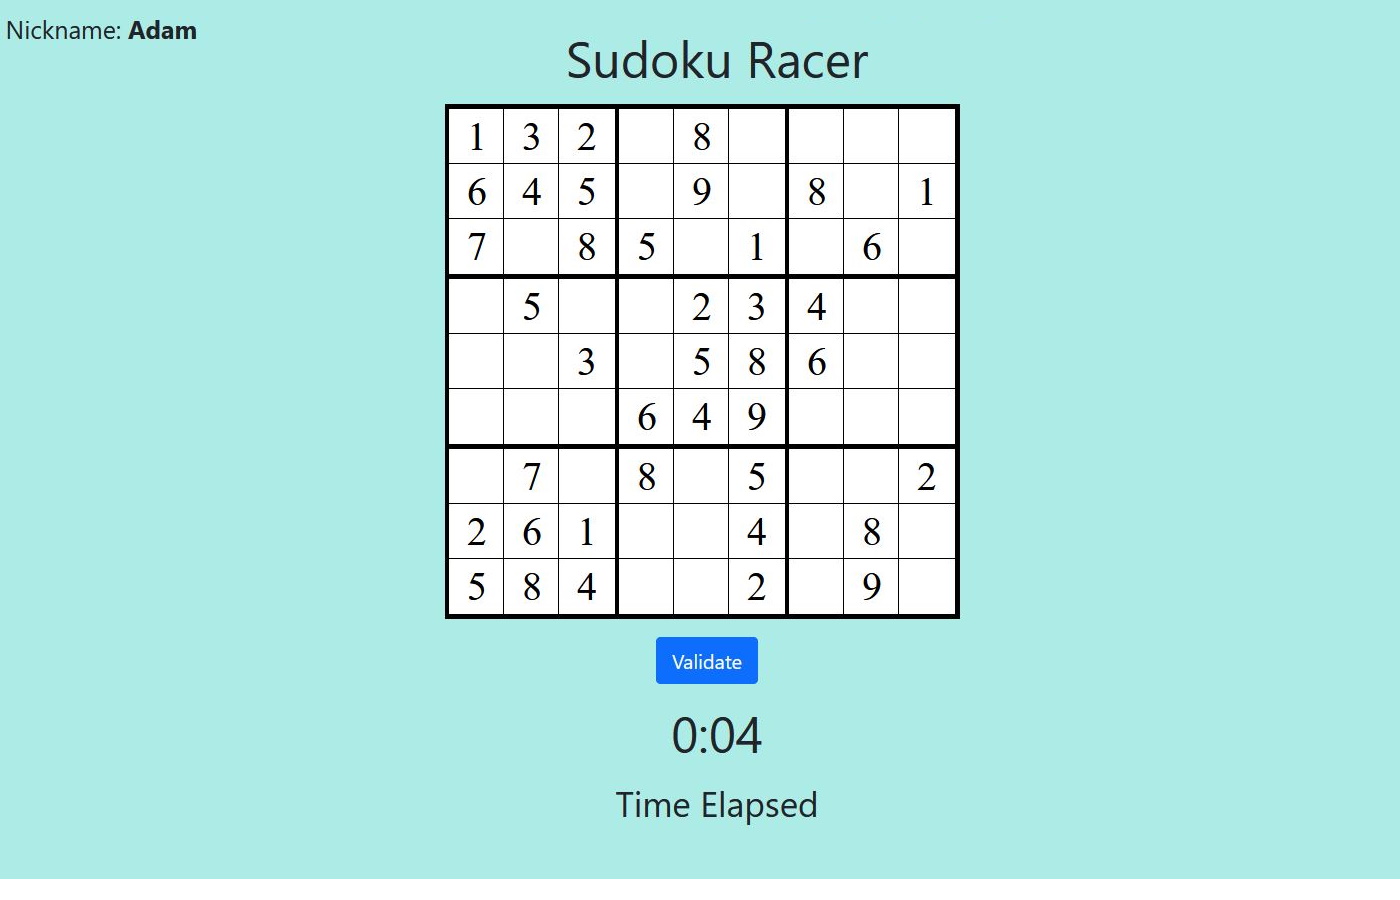 Nickname: Adam
Sudoku Racer
1 3 2 8
6 4 5 9 8 1
7 8 5 1 6
5 2 3 4
3 5 8 6
6 4 9
7 8 5 2
2 6 1 4 8
5 8 4 2 9
Validate
0:04
Time Elapsed